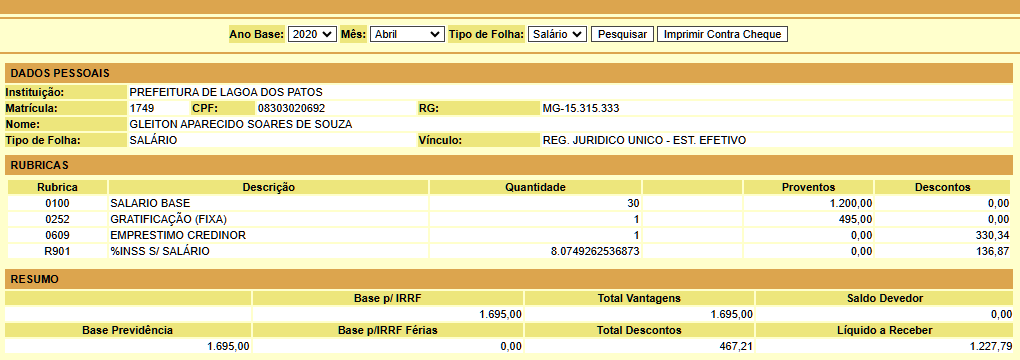 Ano Base: 2020 Mês: Abril Tipo de Folha: Salário Pesquisar Imprimir Contra Cheque
DADOS PESSOAIS
Instituição: PREFEITURA DE LAGOA DOS PATOS
Matrícula: 1749 CPF: 08303020692 RG: MG-15.315.333
Nome: GLEITON APARECIDO SOARES DE SOUZA
Tipo de Folha: SALÁRIO Vínculo: REG. JURIDICO UNICO - EST. EFETIVO
RUBRICAS
Rubrica Descrição Quantidade Proventos Descontos
0100 SALARIO BASE 30 1.200,00 0,00
0252 GRATIFICAÇÃO (FIXA) 1 495,00 0,00
0609 EMPRESTIMO CREDINOR 1 0,00 330,34
R901 %INSS S/ SALÁRIO 8.0749262536873 0,00 136,87
RESUMO
Base p/ IRRF Total Vantagens Saldo Devedor
1.695,00 1.695,00 0,00
Base Previdência Base p/IRRF Férias Total Descontos Líquido a Receber
1.695,00 0,00 467,21 1.227,79